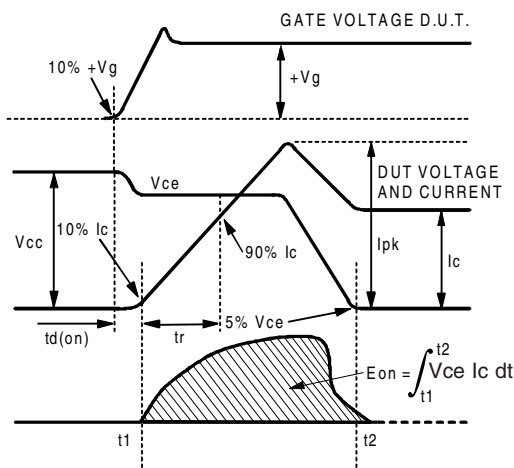 GATE VOLTAGE D.U.T.
10% +Vg
+Vg
Vce
DUT VOLTAGE
AND CURRENT
Vcc
10% Ic
90% Ic
Ipk
Ic
td(on)
tr
5% Vce
Eon = ∫ Vce Ic dt
t2
t1
t1
t2